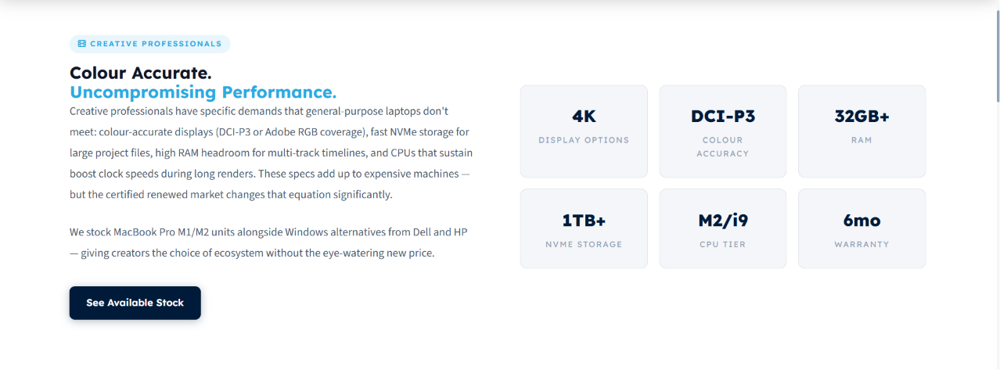 CREATIVE PROFESSIONALS
Colour Accurate.
Uncompromising Performance.
Creative professionals have specific demands that general-purpose laptops don't
meet: colour-accurate displays (DCI-P3 or Adobe RGB coverage), fast NVMe storage for
large project files, high RAM headroom for multi-track timelines, and CPUs that sustain
boost clock speeds during long renders. These specs add up to expensive machines —
but the certified renewed market changes that equation significantly.
We stock MacBook Pro M1/M2 units alongside Windows alternatives from Dell and HP
— giving creators the choice of ecosystem without the eye-watering new price.
See Available Stock
4K
DISPLAY OPTIONS
DCI-P3
COLOUR
ACCURACY
32GB+
RAM
1TB+
NVME STORAGE
M2/i9
CPU TIER
6mo
WARRANTY